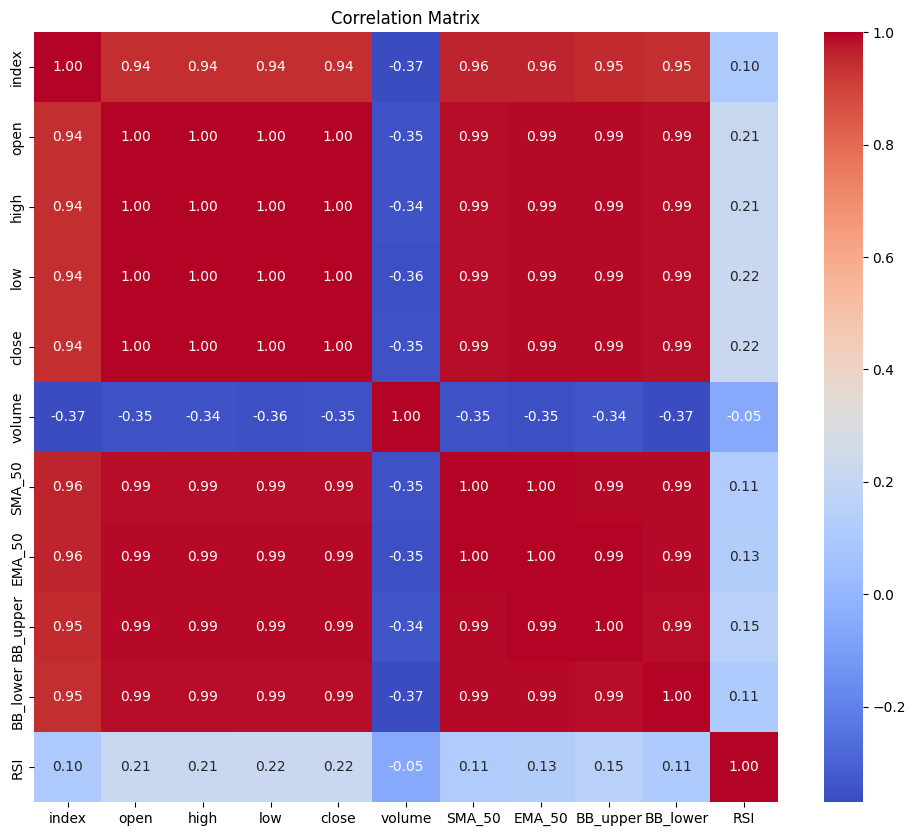 Correlation Matrix
index 1.00 0.94 0.94 0.94 0.94 -0.37 0.96 0.96 0.95 0.95 0.10
open 0.94 1.00 1.00 1.00 1.00 -0.35 0.99 0.99 0.99 0.99 0.21
high 0.94 1.00 1.00 1.00 1.00 -0.34 0.99 0.99 0.99 0.99 0.21
low 0.94 1.00 1.00 1.00 1.00 -0.36 0.99 0.99 0.99 0.99 0.22
close 0.94 1.00 1.00 1.00 1.00 -0.35 0.99 0.99 0.99 0.99 0.22
volume -0.37 -0.35 -0.34 -0.36 -0.35 1.00 -0.35 -0.35 -0.34 -0.37 -0.05
SMA_50 0.96 0.99 0.99 0.99 0.99 -0.35 1.00 1.00 0.99 0.99 0.11
EMA_50 0.96 0.99 0.99 0.99 0.99 -0.35 1.00 1.00 0.99 0.99 0.13
BB_upper 0.95 0.99 0.99 0.99 0.99 -0.34 0.99 0.99 1.00 0.99 0.15
BB_lower 0.95 0.99 0.99 0.99 0.99 -0.37 0.99 0.99 0.99 1.00 0.11
RSI 0.10 0.21 0.21 0.22 0.22 -0.05 0.11 0.13 0.15 0.11 1.00
index open high low close volume SMA_50 EMA_50 BB_upper BB_lower RSI
1.0
0.8
0.6
0.4
0.2
0.0
−0.2